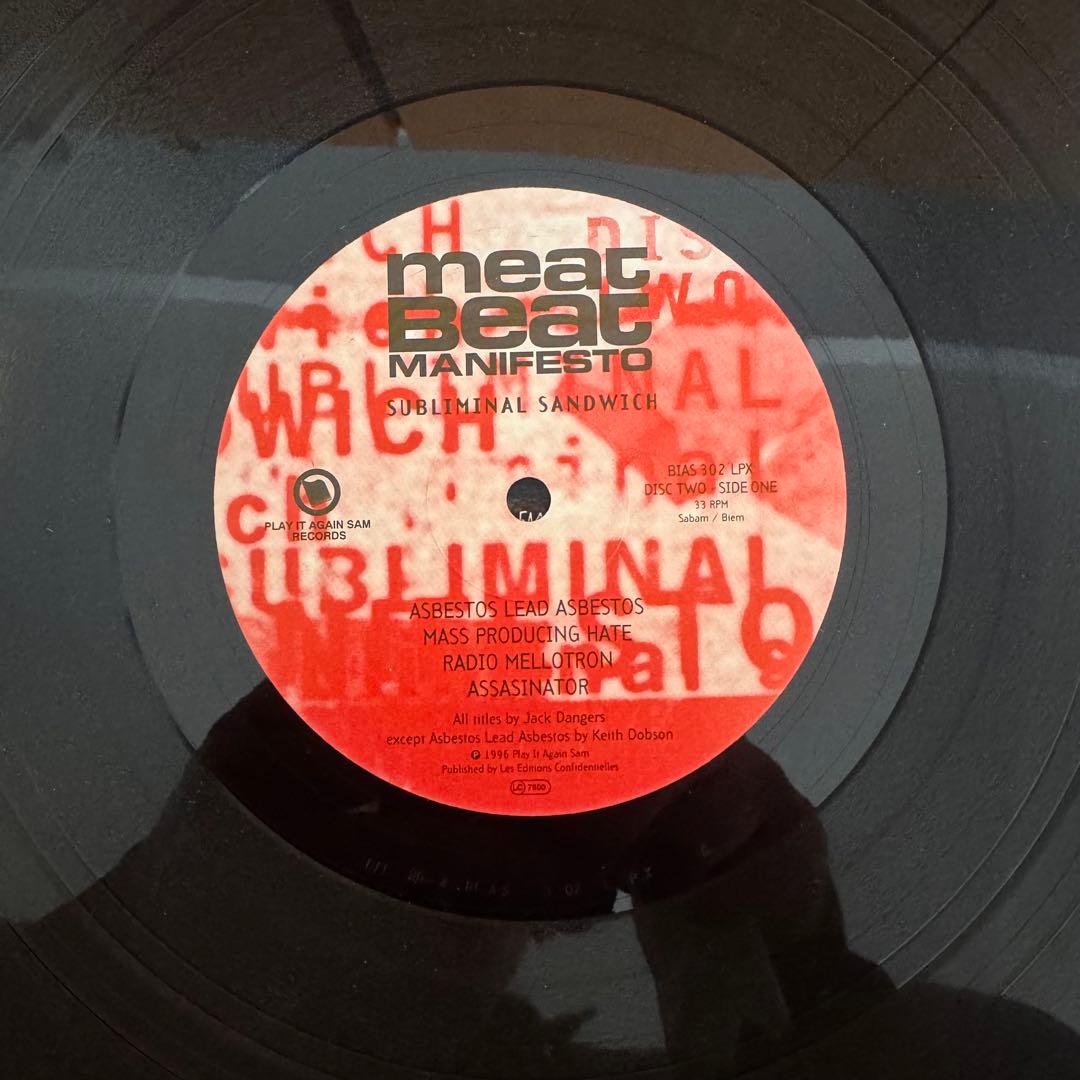 meat
Beat
MANIFESTO
SUBLIMINAL SANDWICH
BIAS 302 LPX
DISC TWO - SIDE ONE
33 RPM
Sabam / Biem
PLAY IT AGAIN SAM
RECORDS
SUBLIMINAL
ASBESTOS LEAD ASBESTOS
MASS PRODUCING HATE
RADIO MELLOTRON
ASSASINATOR
All titles by Jack Dangers
except Asbestos Lead Asbestos by Keith Dobson
℗ 1996 Play It Again Sam
Published by Les Editions Confidentielles
LC 7800